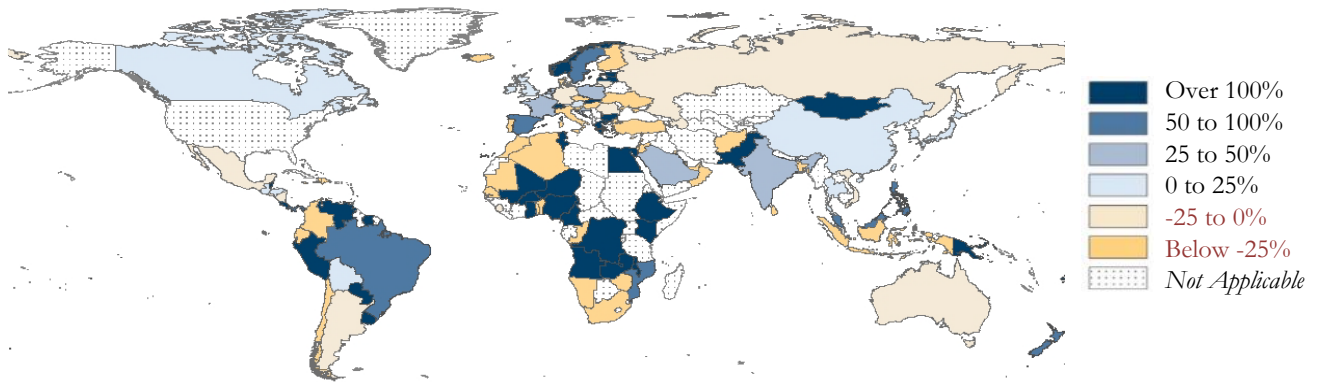 Over 100%
50 to 100%
25 to 50%
0 to 25%
-25 to 0%
Below -25%
Not Applicable